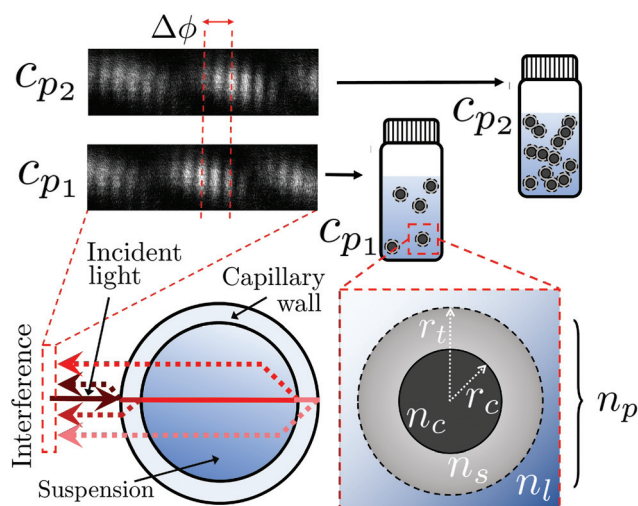 Δϕ
c_{p_2}
c_{p_1}
c_{p_2}
c_{p_1}
Incident
light
Capillary
wall
Interference
Suspension
r_t
r_c
n_c
n_s
n_l
n_p